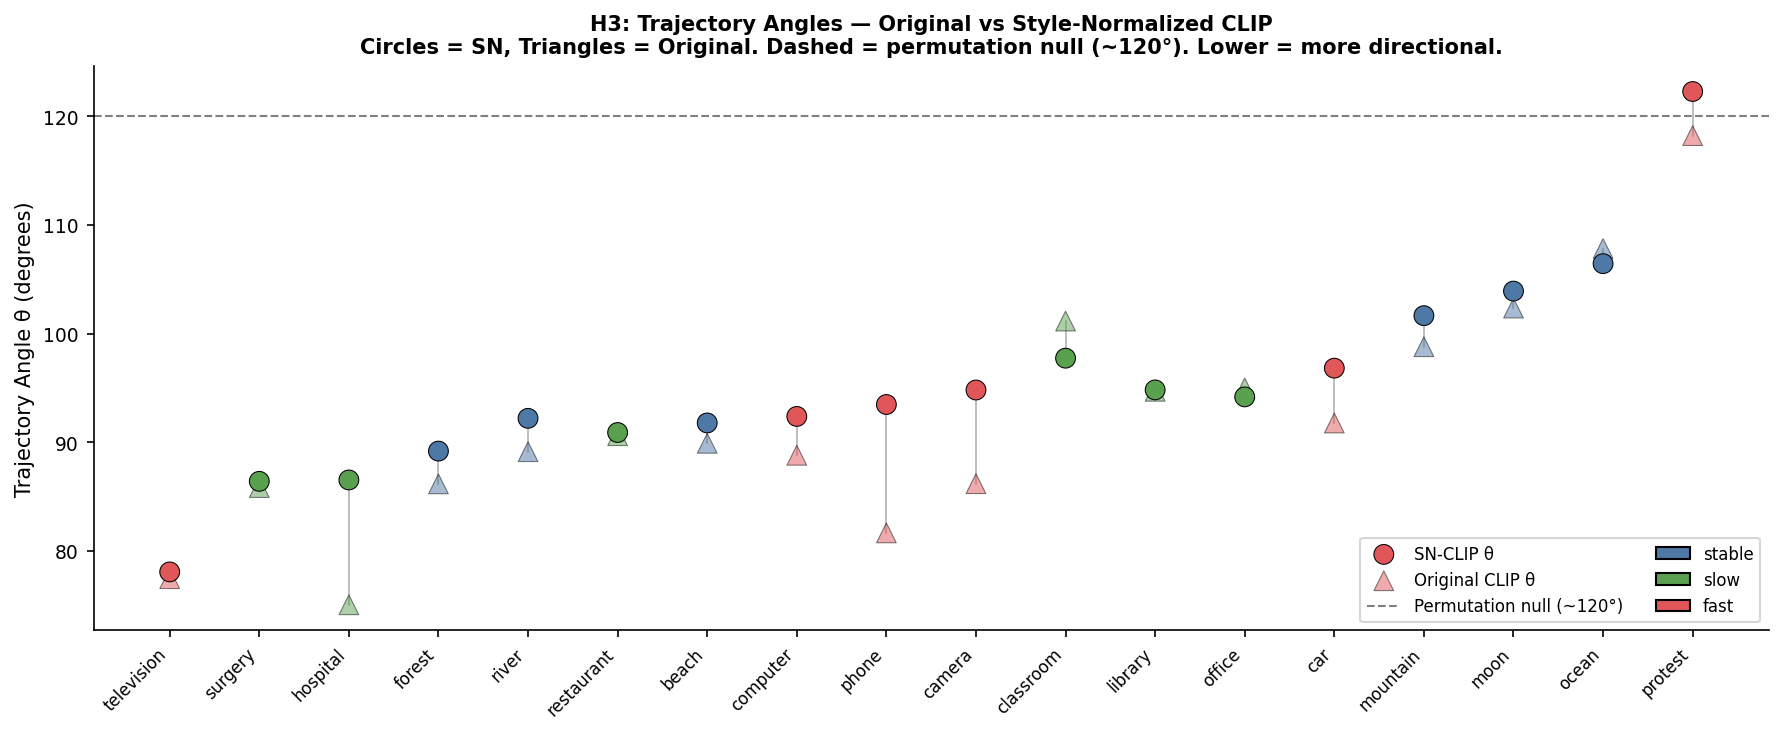 H3: Trajectory Angles — Original vs Style-Normalized CLIP
Circles = SN, Triangles = Original. Dashed = permutation null (~120°). Lower = more directional.
Trajectory Angle θ (degrees)
120
110
100
90
80
television
surgery
hospital
forest
river
restaurant
beach
computer
phone
camera
classroom
library
office
car
mountain
moon
ocean
protest
SN-CLIP θ
Original CLIP θ
Permutation null (~120°)
stable
slow
fast